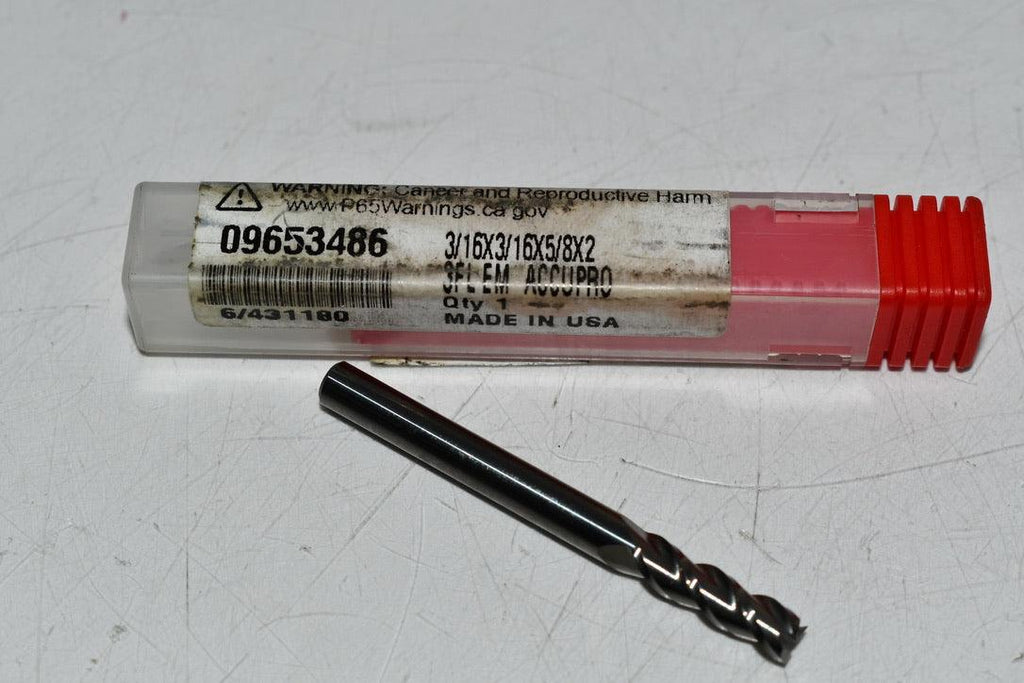 WARNING: Cancer and Reproductive Harm
www.P65Warnings.ca.gov
09653486
3/16X3/16X5/8X2
3FL EM ACCUPRO
Qty 1
6/431180
MADE IN USA